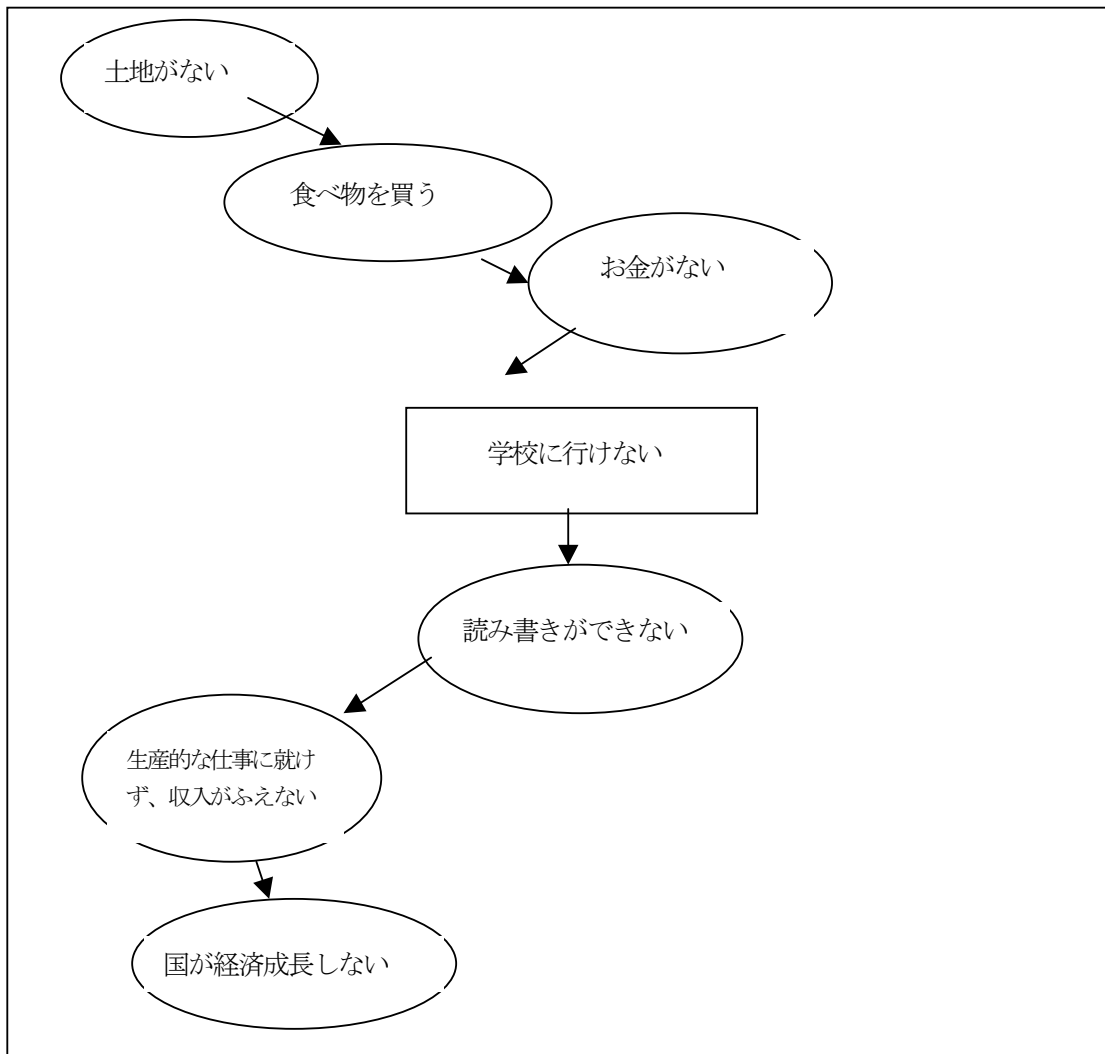 土地がない
食べ物を買う
お金がない
学校に行けない
読み書きができない
生産的な仕事に就け
ず、収入がふえない
国が経済成長しない